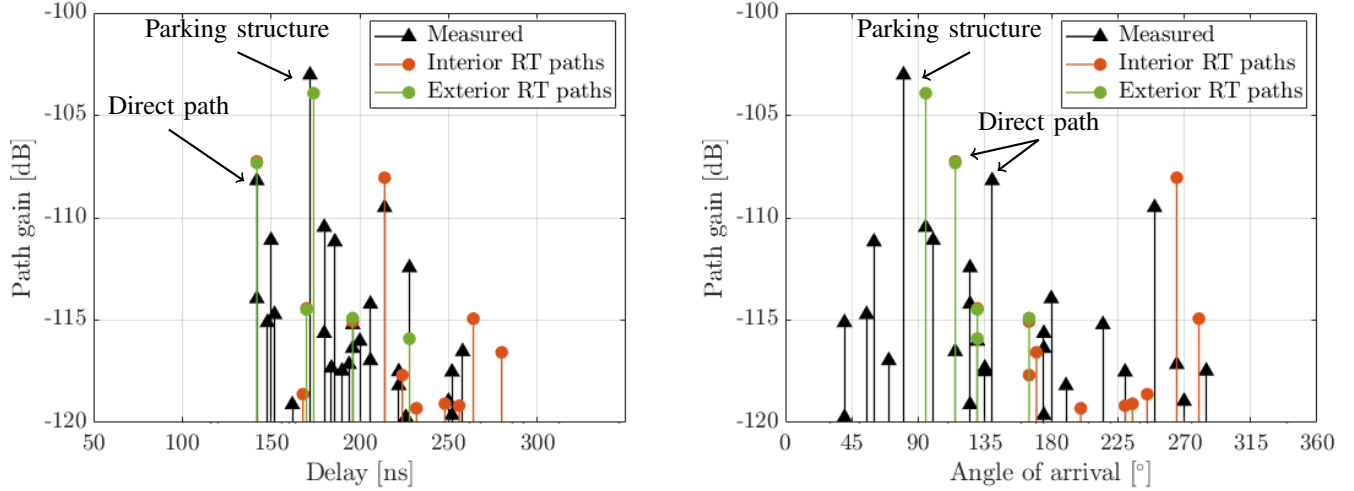 -100
-105
-110
-115
-120
Path gain [dB]
50
100
150
200
250
300
Delay [ns]
Parking structure
Direct path
Measured
Interior RT paths
Exterior RT paths
-100
-105
-110
-115
-120
Path gain [dB]
0
45
90
135
180
225
270
315
360
Angle of arrival [°]
Parking structure
Direct path
Measured
Interior RT paths
Exterior RT paths